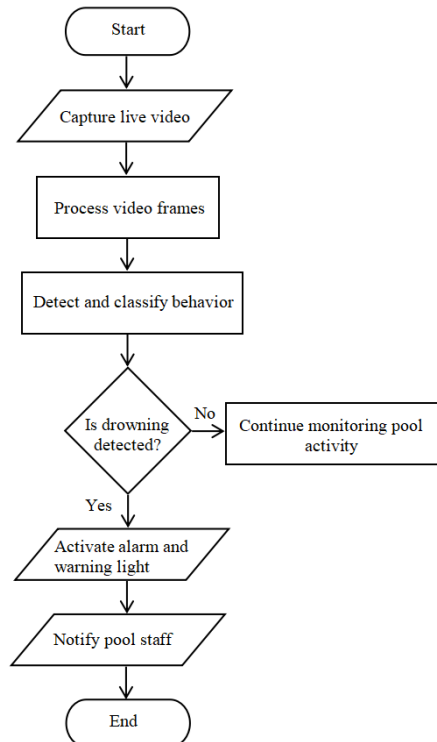 Start
Capture live video
Process video frames
Detect and classify behavior
Is drowning
detected?
No
Continue monitoring pool
activity
Yes
Activate alarm and
warning light
Notify pool staff
End